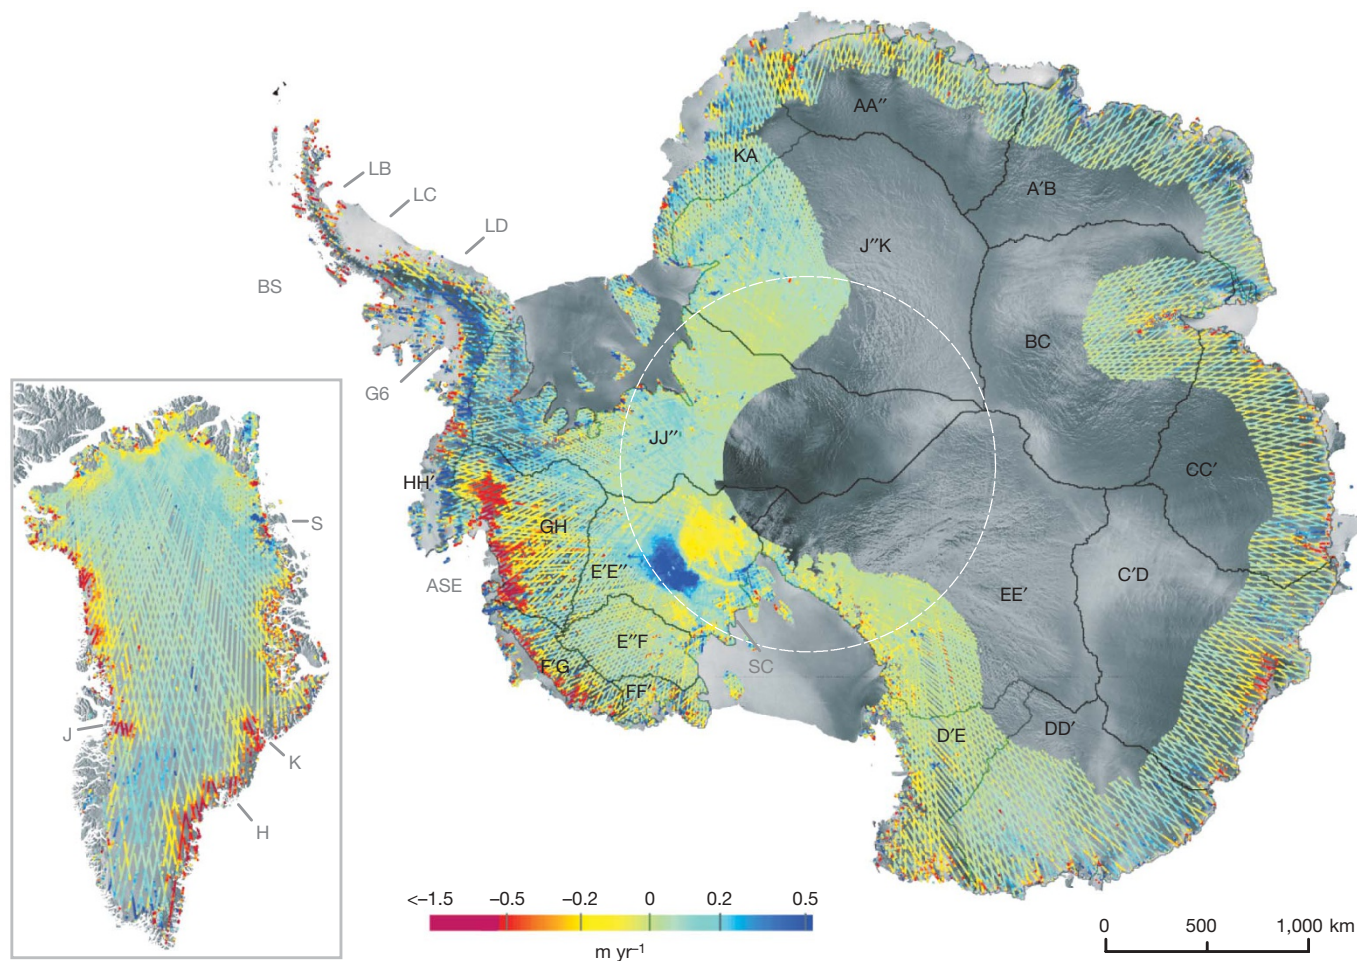 AA″
KA
A′B
LB
LC
LD
J″K
BS
BC
G6
JJ″
CC′
HH′
S
GH
ASE
E′E″
C′D
EE′
E″F
SC
F′G
FF′
J
D′E
DD′
K
H
<–1.5 –0.5 –0.2 0 0.2 0.5
m yr–1
0 500 1,000 km